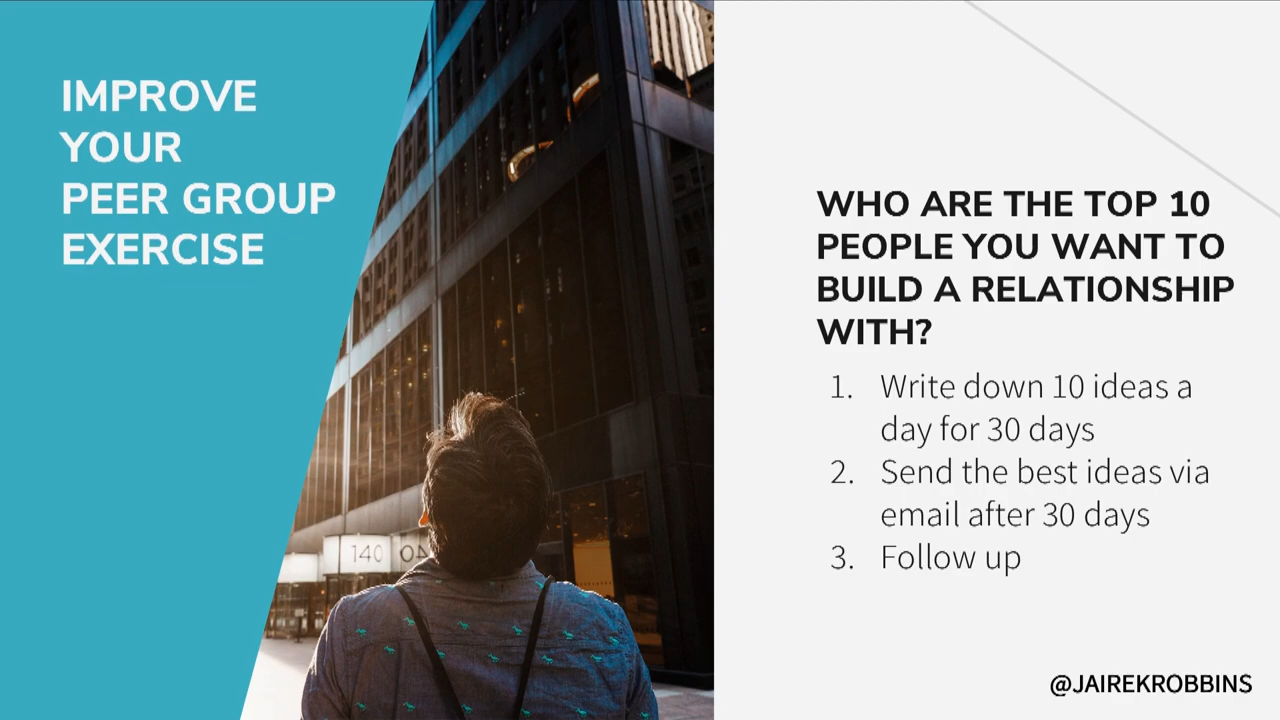 IMPROVE
YOUR
PEER GROUP
EXERCISE
140
04
WHO ARE THE TOP 10
PEOPLE YOU WANT TO
BUILD A RELATIONSHIP
WITH?
1. Write down 10 ideas a
day for 30 days
2. Send the best ideas via
email after 30 days
3. Follow up
@JAIREKROBBINS